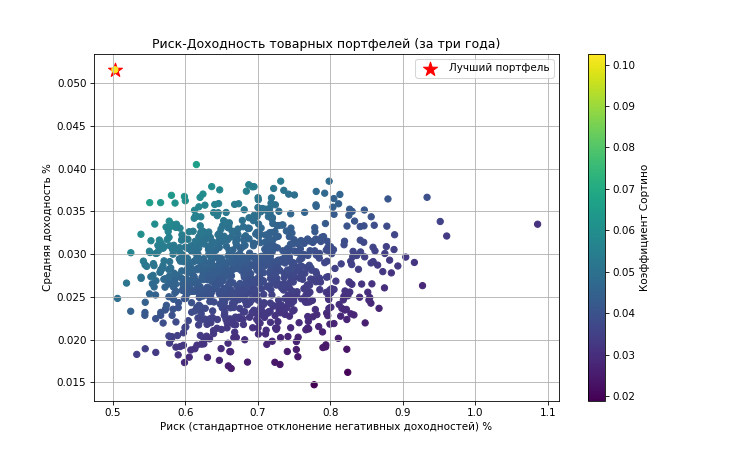 Риск-Доходность товарных портфелей (за три года)
Лучший портфель
0.050
0.045
0.040
0.035
0.030
0.025
0.020
0.015
Средняя доходность %
0.5 0.6 0.7 0.8 0.9 1.0 1.1
Риск (стандартное отклонение негативных доходностей) %
0.10
0.09
0.08
0.07
0.06
0.05
0.04
0.03
0.02
Коэффициент Сортино